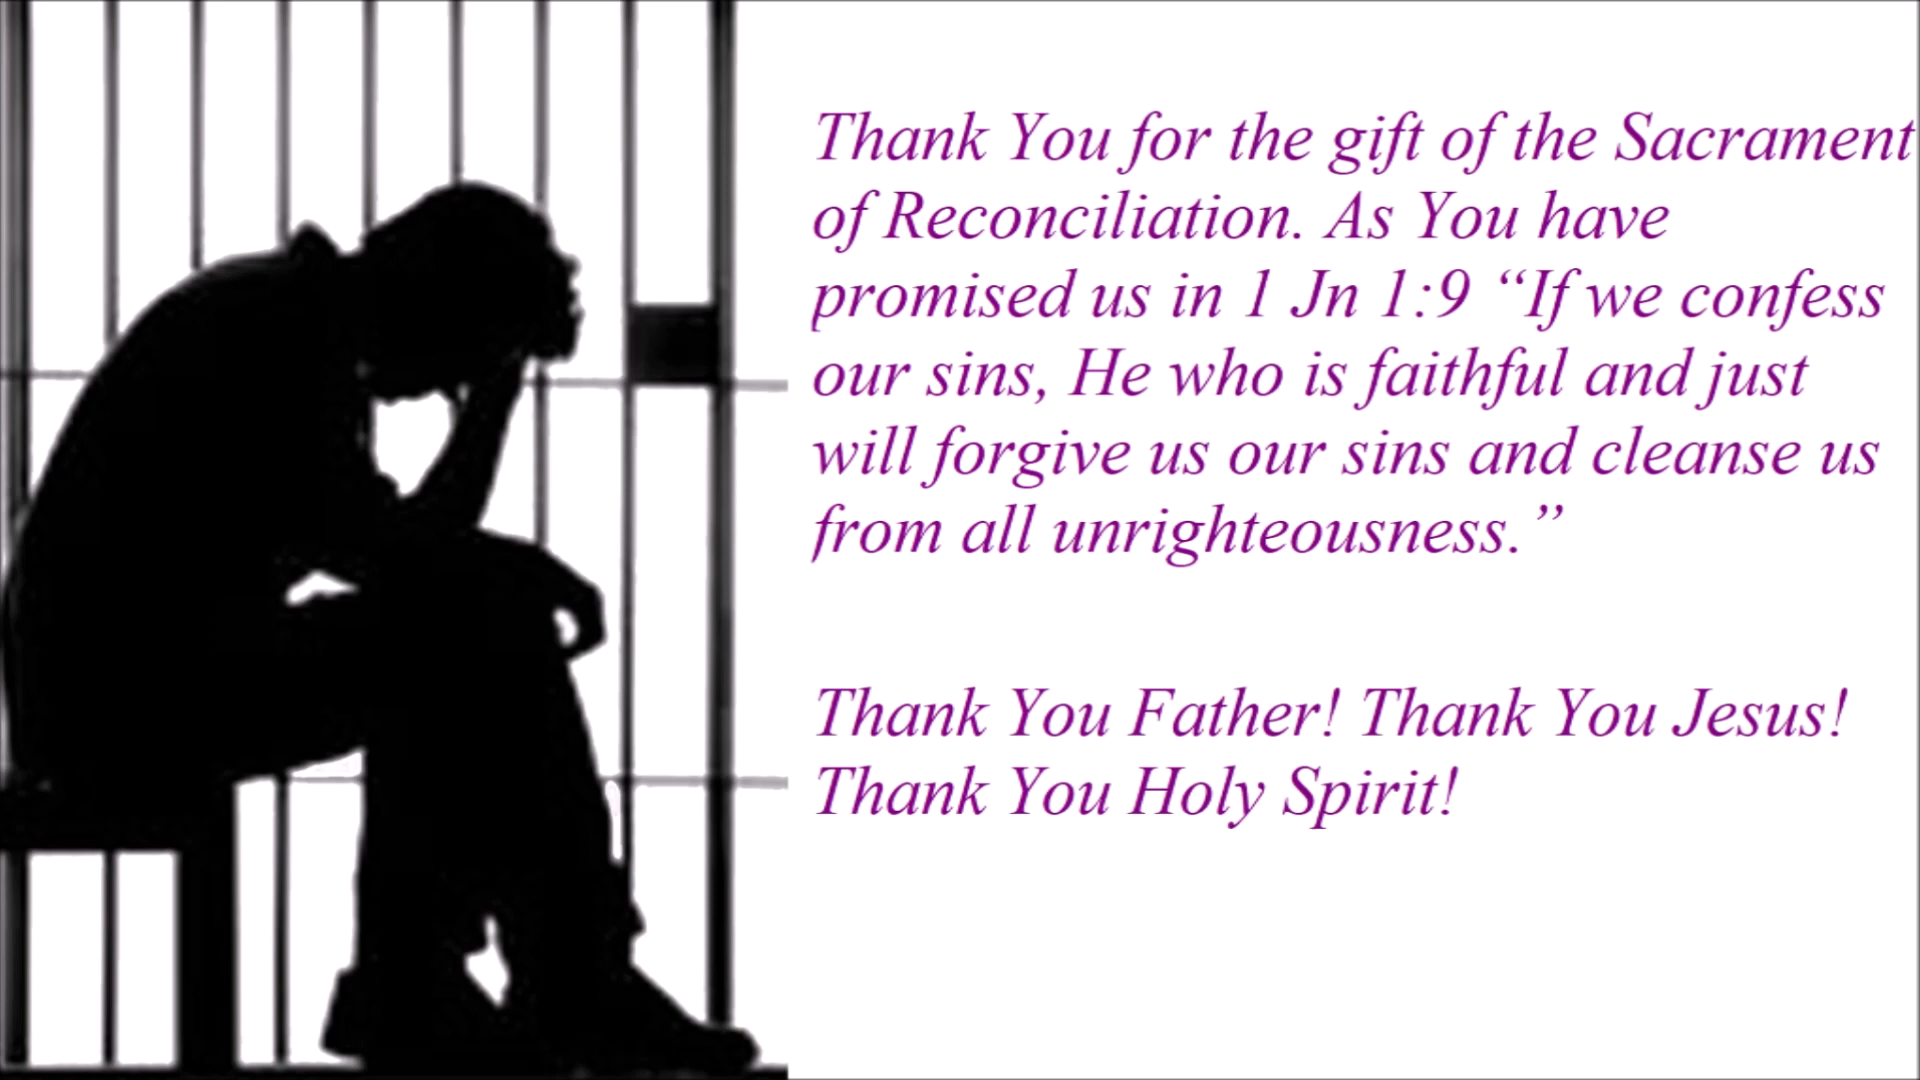 Thank You for the gift of the Sacrament
of Reconciliation. As You have
promised us in 1 Jn 1:9 “If we confess
our sins, He who is faithful and just
will forgive us our sins and cleanse us
from all unrighteousness.”
Thank You Father! Thank You Jesus!
Thank You Holy Spirit!